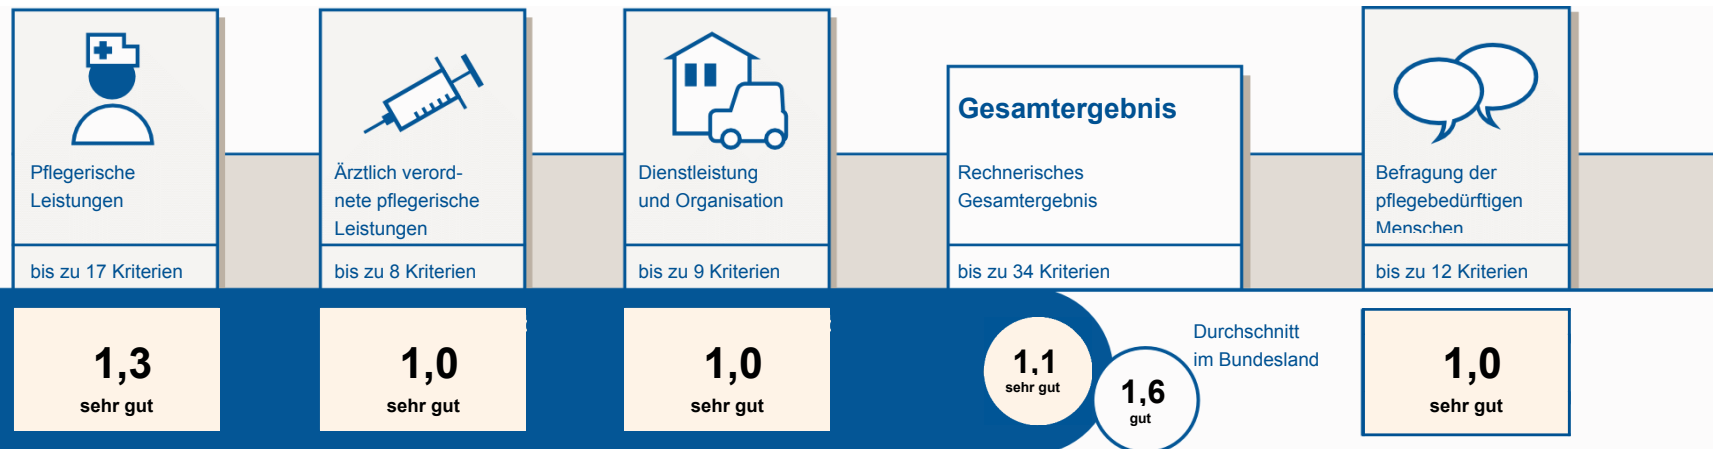 Pflegerische
Leistungen
bis zu 17 Kriterien
1,3
sehr gut
Ärztlich verord-
nete pflegerische
Leistungen
bis zu 8 Kriterien
1,0
sehr gut
Dienstleistung
und Organisation
bis zu 9 Kriterien
1,0
sehr gut
Gesamtergebnis
Rechnerisches
Gesamtergebnis
bis zu 34 Kriterien
1,1
sehr gut
1,6
gut
Durchschnitt
im Bundesland
Befragung der
pflegebedürftigen
Menschen
bis zu 12 Kriterien
1,0
sehr gut